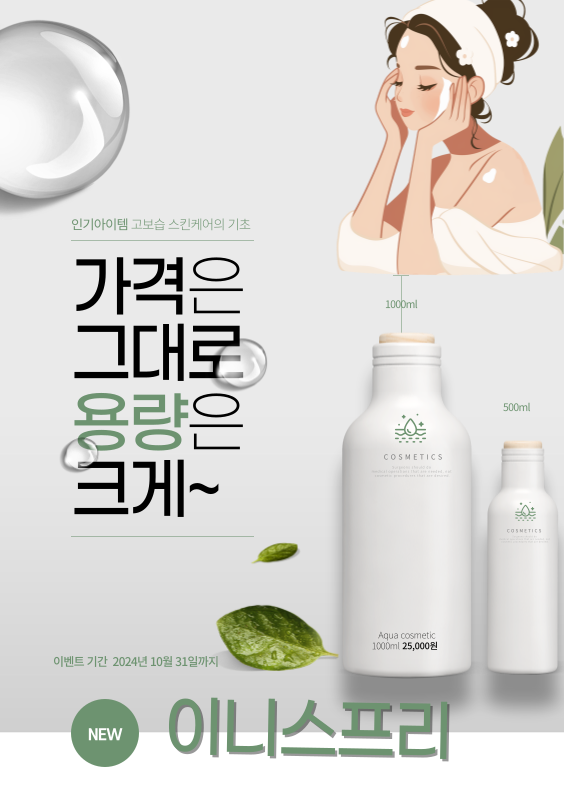 인기아이템 고보습 스킨케어의 기초
가격은
그대로
용량은
크게~
1000ml
500ml
COSMETICS
COSMETICS
Aqua cosmetic
1000ml 25,000원
이벤트 기간 2024년 10월 31일까지
NEW
이니스프리